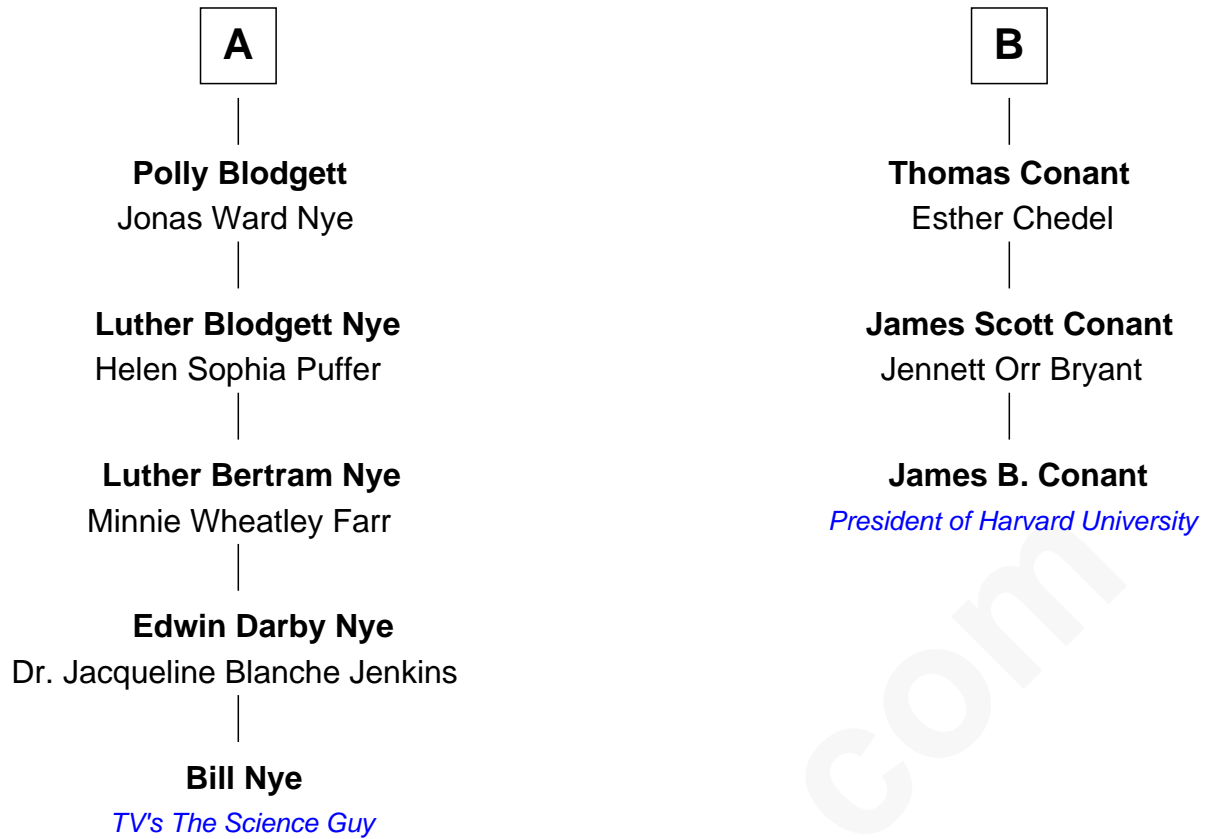 A
Polly Blodgett
Jonas Ward Nye
Luther Blodgett Nye
Helen Sophia Puffer
Luther Bertram Nye
Minnie Wheatley Farr
Edwin Darby Nye
Dr. Jacqueline Blanche Jenkins
Bill Nye
TV's The Science Guy
B
Thomas Conant
Esther Chedel
James Scott Conant
Jennett Orr Bryant
James B. Conant
President of Harvard University
com